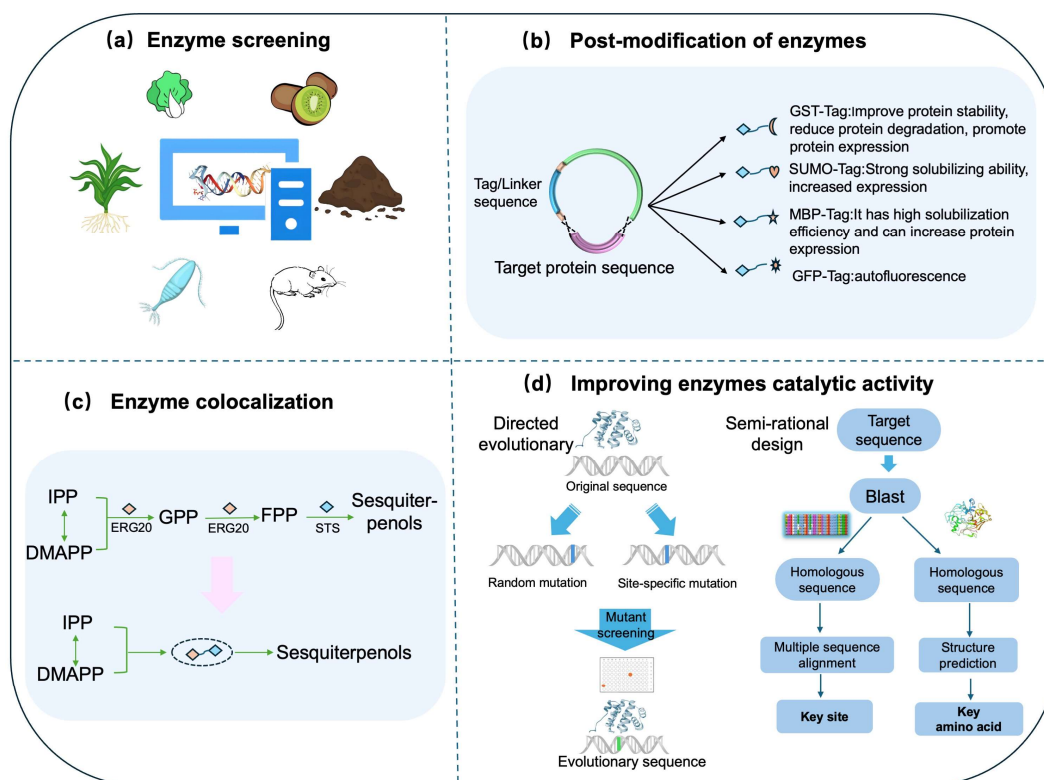 (a) Enzyme screening
(b) Post-modification of enzymes
Tag/Linker
sequence
Target protein sequence
GST-Tag:Improve protein stability,
reduce protein degradation, promote
protein expression
SUMO-Tag:Strong solubilizing ability,
increased expression
MBP-Tag:It has high solubilization
efficiency and can increase protein
expression
GFP-Tag:autofluorescence
(c) Enzyme colocalization
IPP
DMAPP
ERG20
GPP
ERG20
FPP
STS
Sesquiter-
penols
IPP
DMAPP
Sesquiterpenols
(d) Improving enzymes catalytic activity
Directed
evolutionary
Original sequence
Random mutation
Site-specific mutation
Mutant
screening
Evolutionary sequence
Semi-rational
design
Target
sequence
Blast
Homologous
sequence
Homologous
sequence
Multiple sequence
alignment
Structure
prediction
Key site
Key
amino acid